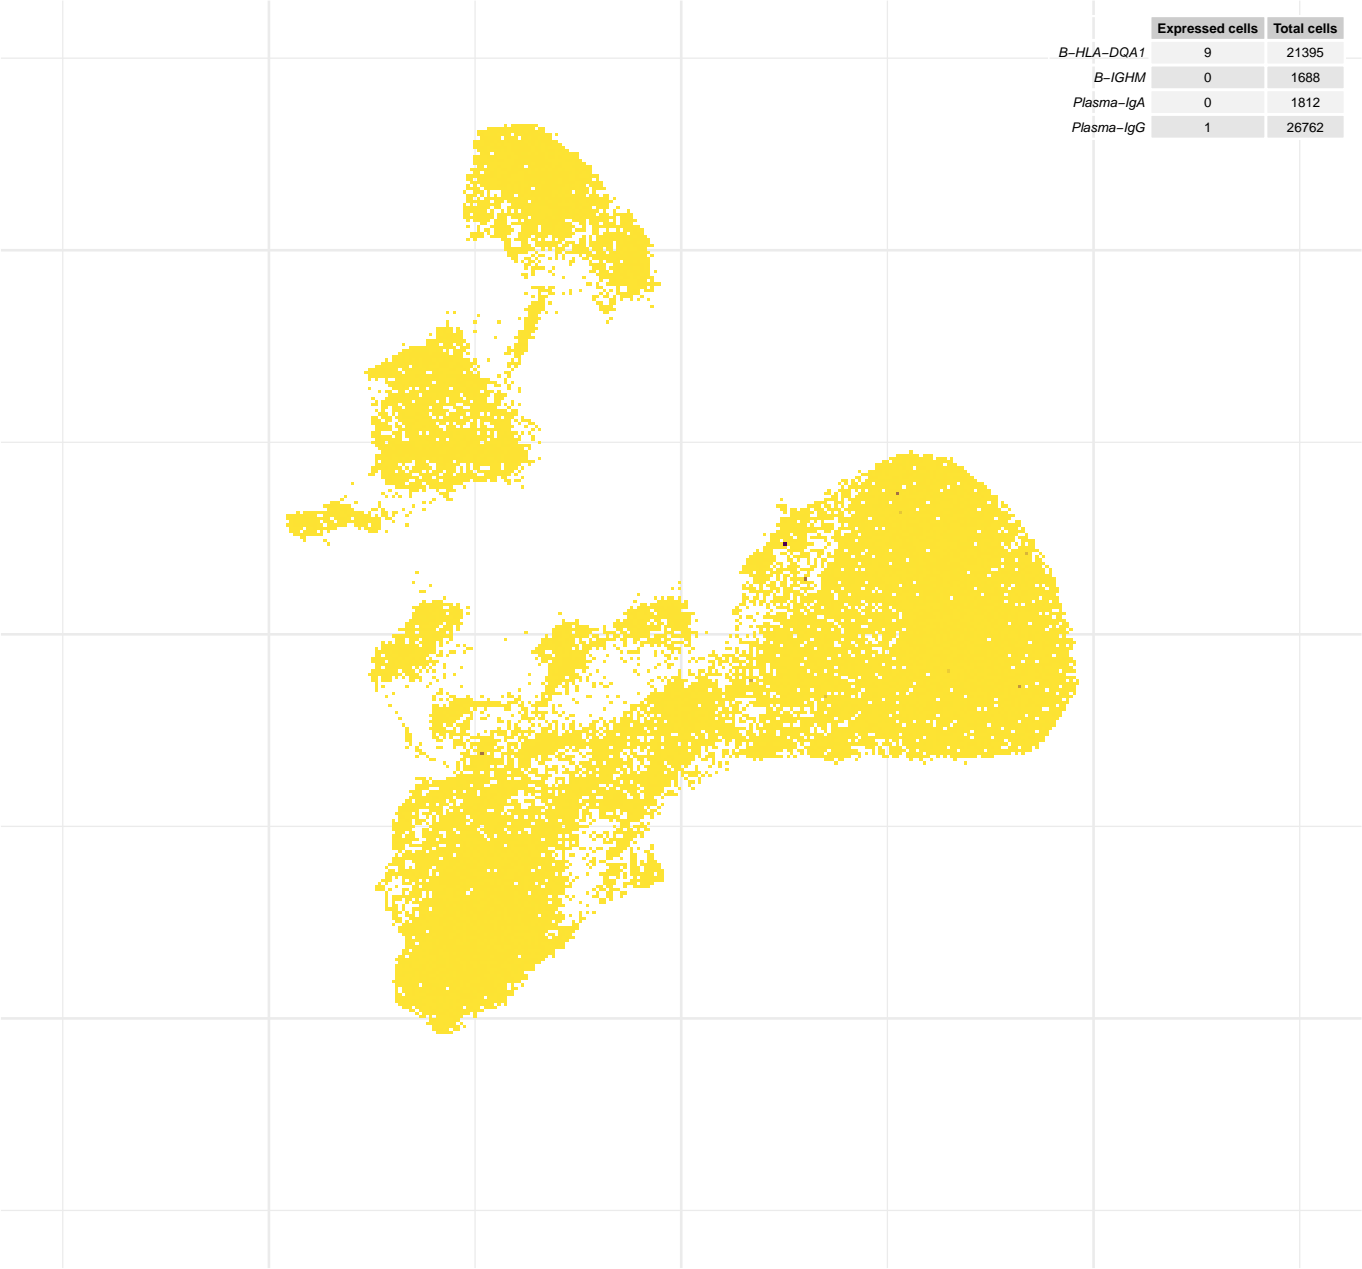 Expressed cells Total cells
B−HLA−DQA1 9 21395
B−IGHM 0 1688
Plasma−IgA 0 1812
Plasma−IgG 1 26762